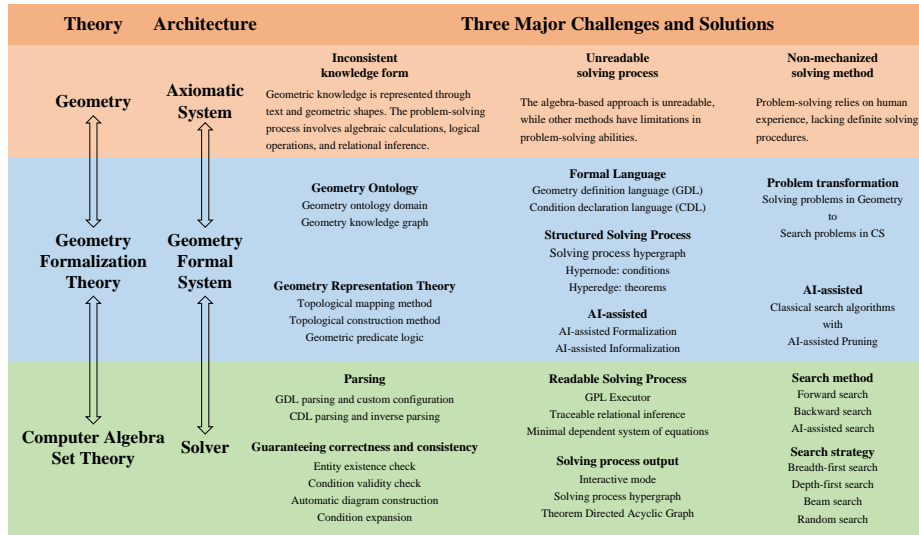 Theory Architecture Three Major Challenges and Solutions
Geometry
Axiomatic
System
Inconsistent
knowledge form
Geometric knowledge is represented through
text and geometric shapes. The problem-solving
process involves algebraic calculations, logical
operations, and relational inference.
Unreadable
solving process
The algebra-based approach is unreadable,
while other methods have limitations in
problem-solving abilities.
Non-mechanized
solving method
Problem-solving relies on human
experience, lacking definite solving
procedures.
Geometry
Formalization
Theory
Geometry
Formal
System
Geometry Ontology
Geometry ontology domain
Geometry knowledge graph
Geometry Representation Theory
Topological mapping method
Topological construction method
Geometric predicate logic
Formal Language
Geometry definition language (GDL)
Condition declaration language (CDL)
Structured Solving Process
Solving process hypergraph
Hypernode: conditions
Hyperedge: theorems
AI-assisted
AI-assisted Formalization
AI-assisted Informalization
Problem transformation
Solving problems in Geometry
to
Search problems in CS
AI-assisted
Classical search algorithms
with
AI-assisted Pruning
Computer Algebra
Set Theory
Solver
Parsing
GDL parsing and custom configuration
CDL parsing and inverse parsing
Guaranteeing correctness and consistency
Entity existence check
Condition validity check
Automatic diagram construction
Condition expansion
Readable Solving Process
GPL Executor
Traceable relational inference
Minimal dependent system of equations
Solving process output
Interactive mode
Solving process hypergraph
Theorem Directed Acyclic Graph
Search method
Forward search
Backward search
AI-assisted search
Search strategy
Breadth-first search
Depth-first search
Beam search
Random search